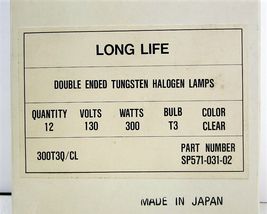 LONG LIFE
DOUBLE ENDED TUNGSTEN HALOGEN LAMPS
QUANTITY VOLTS WATTS BULB COLOR
12 130 300 T3 CLEAR
300T3Q/CL PART NUMBER
SP571-031-02
MADE IN JAPAN